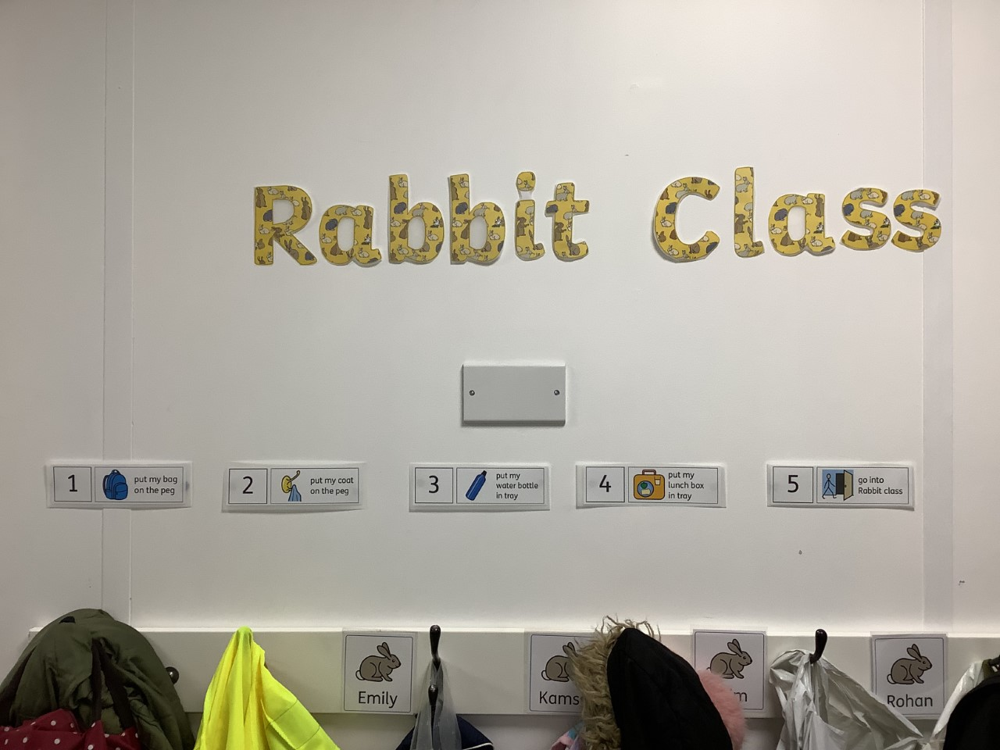 Rabbit Class
1
put my bag
on the peg
2
put my coat
on the peg
3
put my
water bottle
in tray
4
put my
lunch box
in tray
5
go into
Rabbit class
Emily
Rohan